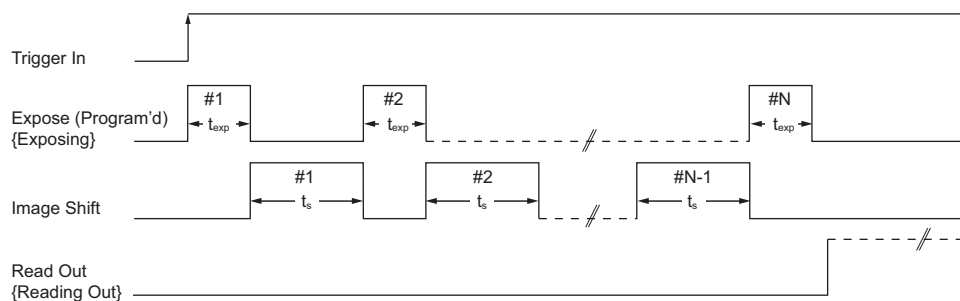 Trigger In
#1
#2
#N
Expose (Program’d)
{Exposing}
texp
texp
texp
#1
#2
#N-1
Image Shift
ts
ts
ts
Read Out
{Reading Out}